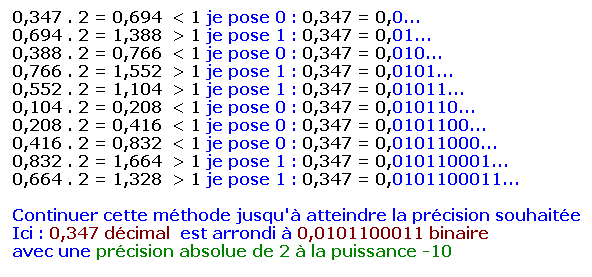 0,347 . 2 = 0,694 < 1 je pose 0 : 0,347 = 0,0...
0,694 . 2 = 1,388 > 1 je pose 1 : 0,347 = 0,01...
0,388 . 2 = 0,766 < 1 je pose 0 : 0,347 = 0,010...
0,766 . 2 = 1,552 > 1 je pose 1 : 0,347 = 0,0101...
0,552 . 2 = 1,104 > 1 je pose 1 : 0,347 = 0,01011...
0,104 . 2 = 0,208 < 1 je pose 0 : 0,347 = 0,010110...
0,208 . 2 = 0,416 < 1 je pose 0 : 0,347 = 0,0101100...
0,416 . 2 = 0,832 < 1 je pose 0 : 0,347 = 0,01011000...
0,832 . 2 = 1,664 > 1 je pose 1 : 0,347 = 0,010110001...
0,664 . 2 = 1,328 > 1 je pose 1 : 0,347 = 0,0101100011...
Continuer cette méthode jusqu'à atteindre la précision souhaitée
Ici : 0,347 décimal est arrondi à 0,0101100011 binaire
avec une précision absolue de 2 à la puissance -10